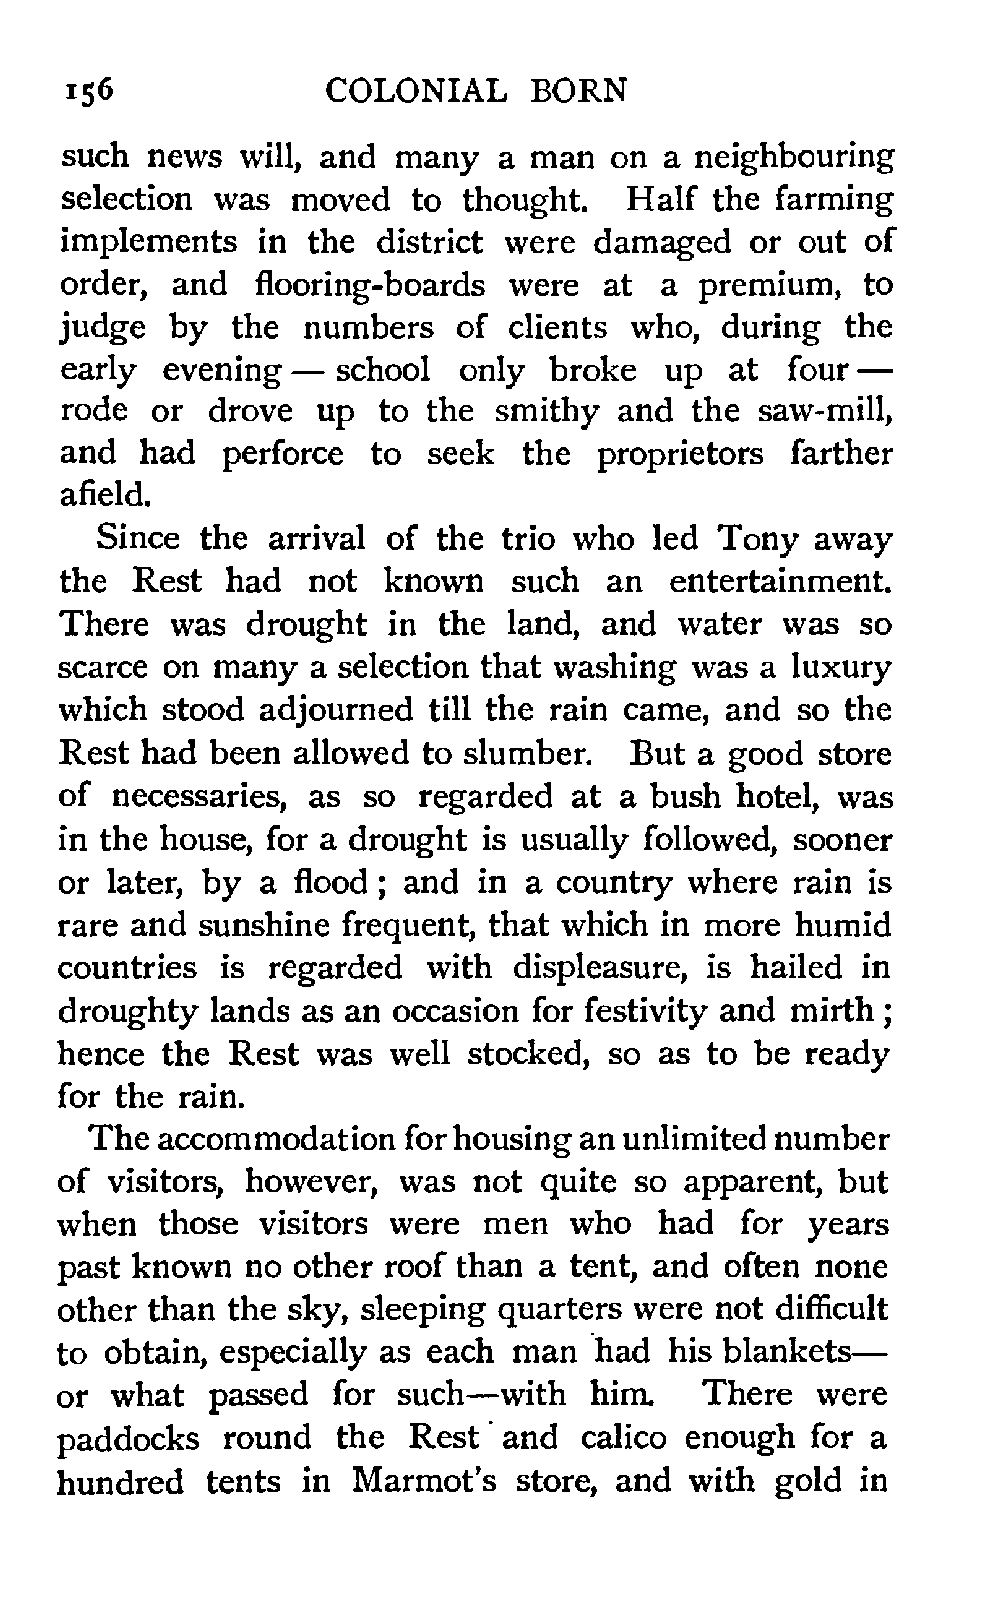 156 COLONIAL BORN
such news will, and many a man on a neighbouring
selection was moved to thought. Half the farming
implements in the district were damaged or out of
order, and flooring-boards were at a premium, to
judge by the numbers of clients who, during the
early evening — school only broke up at four —
rode or drove up to the smithy and the saw-mill,
and had perforce to seek the proprietors farther
afield.
Since the arrival of the trio who led Tony away
the Rest had not known such an entertainment.
There was drought in the land, and water was so
scarce on many a selection that washing was a luxury
which stood adjourned till the rain came, and so the
Rest had been allowed to slumber. But a good store
of necessaries, as so regarded at a bush hotel, was
in the house, for a drought is usually followed, sooner
or later, by a flood ; and in a country where rain is
rare and sunshine frequent, that which in more humid
countries is regarded with displeasure, is hailed in
droughty lands as an occasion for festivity and mirth ;
hence the Rest was well stocked, so as to be ready
for the rain.
The accommodation for housing an unlimited number
of visitors, however, was not quite so apparent, but
when those visitors were men who had for years
past known no other roof than a tent, and often none
other than the sky, sleeping quarters were not difficult
to obtain, especially as each man had his blankets—
or what passed for such—with him. There were
paddocks round the Rest and calico enough for a
hundred tents in Marmot's store, and with gold in